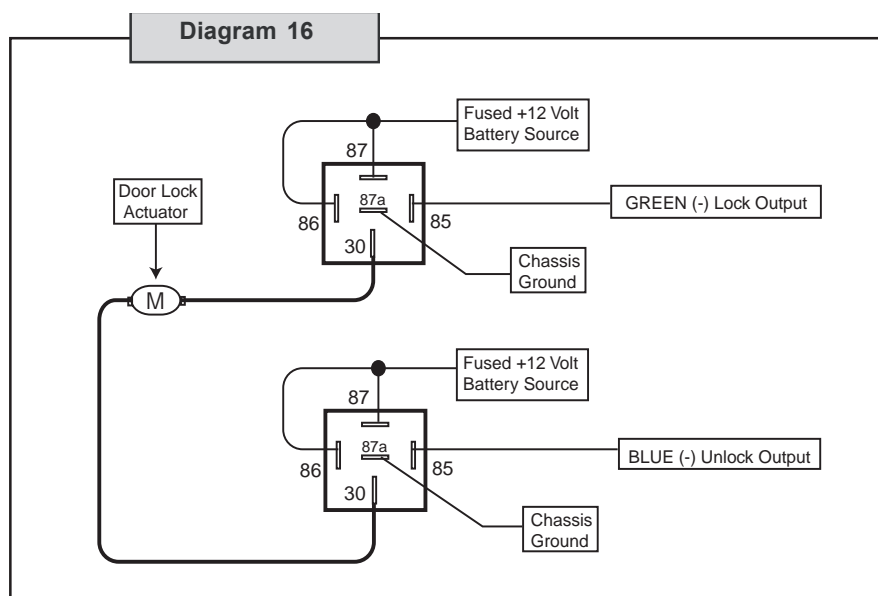 Diagram 16
Fused +12 Volt
Battery Source
87
Door Lock
Actuator
87a
86
85
GREEN (-) Lock Output
30
Chassis
Ground
M
Fused +12 Volt
Battery Source
87
87a
86
85
BLUE (-) Unlock Output
30
Chassis
Ground